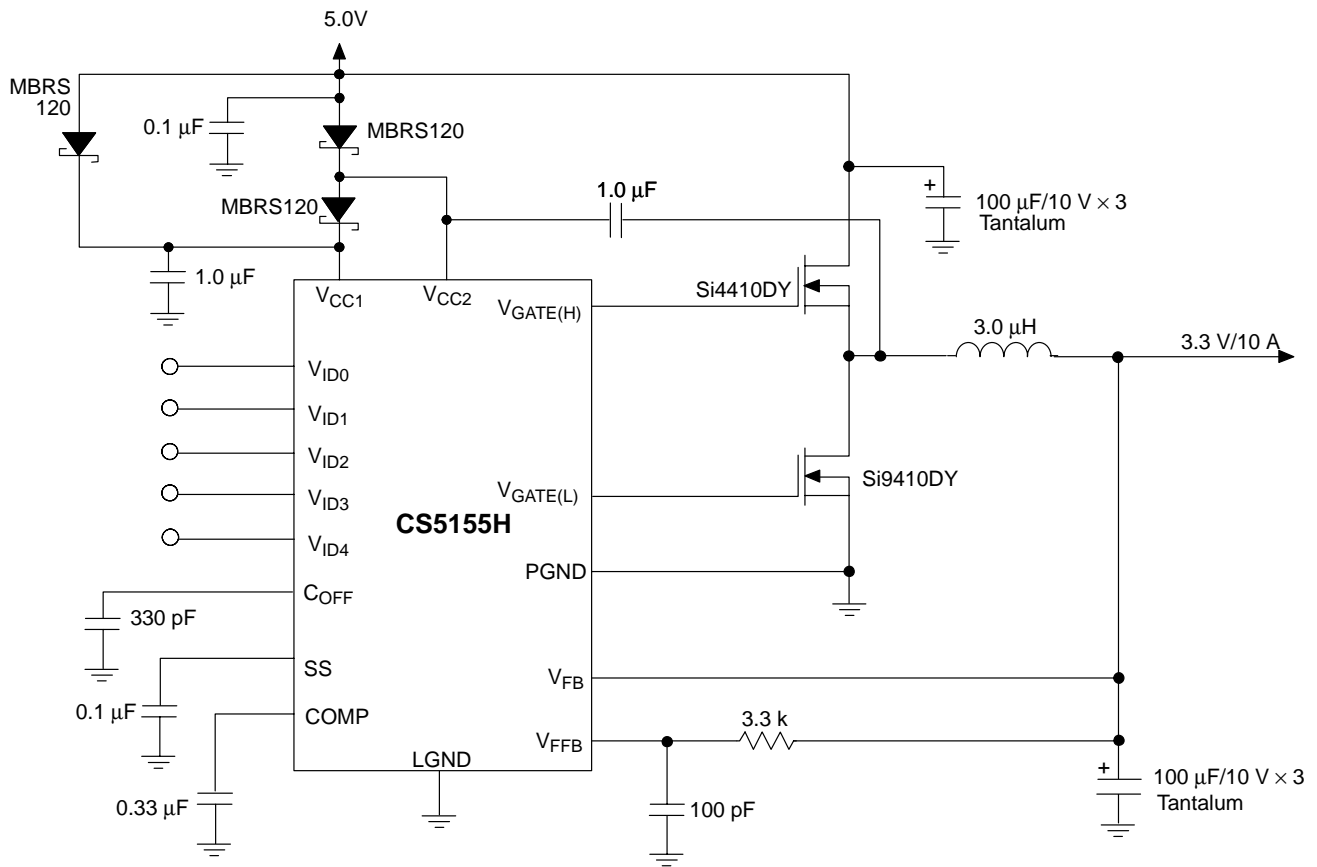 5.0V
MBRS
120
0.1 μF
MBRS120
MBRS120
1.0 μF
1.0 μF
+
100 μF/10 V × 3
Tantalum
VCC1
VCC2
VGATE(H)
Si4410DY
3.0 μH
3.3 V/10 A
VID0
VID1
VID2
VID3
VID4
VGATE(L)
Si9410DY
CS5155H
PGND
COFF
330 pF
SS
0.1 μF
VFB
COMP
3.3 k
VFFB
LGND
0.33 μF
100 pF
+
100 μF/10 V × 3
Tantalum